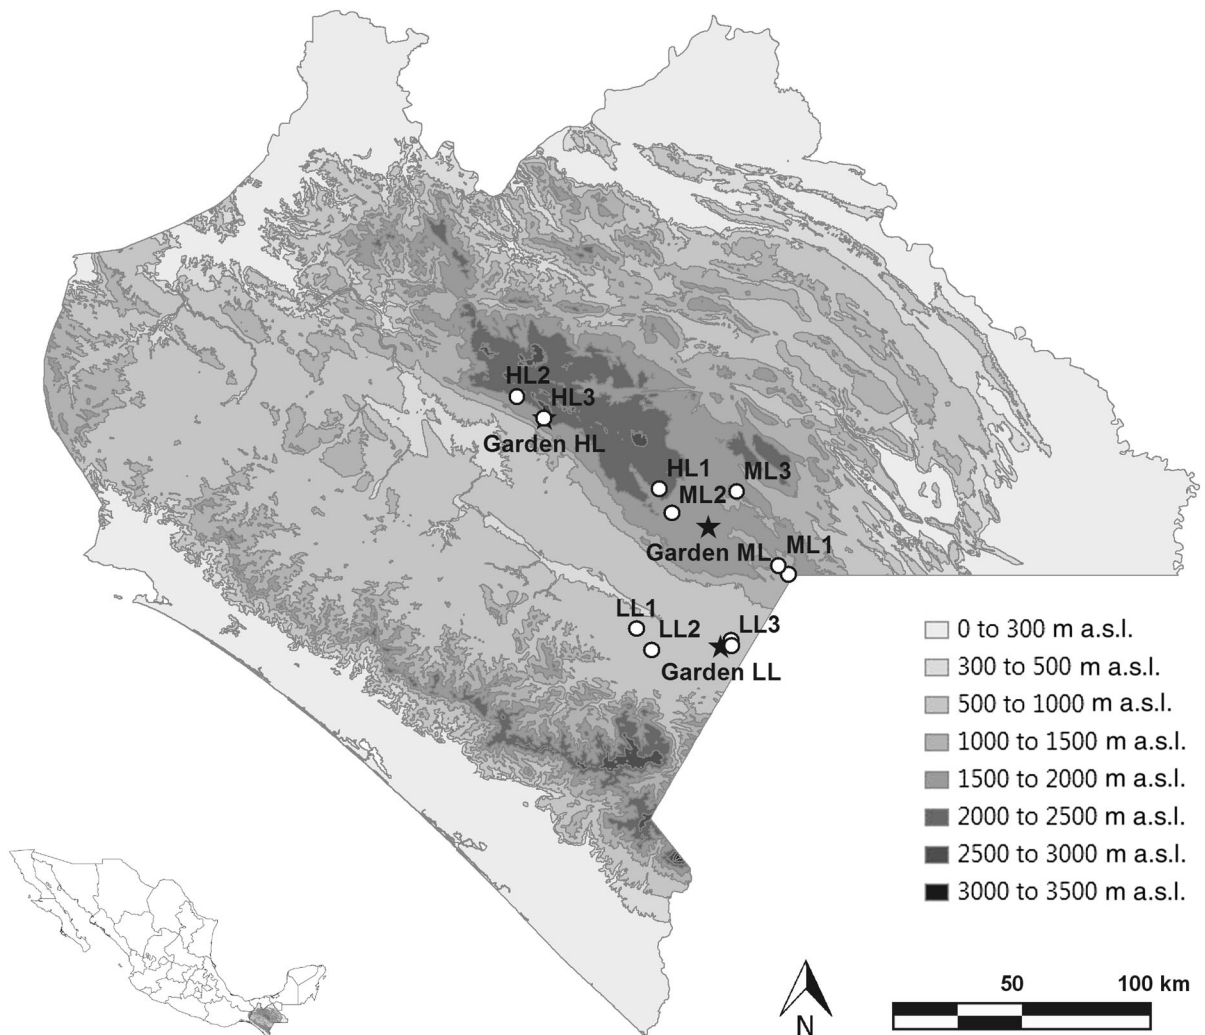 HL2
HL3
Garden HL
HL1
ML3
ML2
Garden ML
ML1
LL1
LL2
LL3
Garden LL
0 to 300 m a.s.l.
300 to 500 m a.s.l.
500 to 1000 m a.s.l.
1000 to 1500 m a.s.l.
1500 to 2000 m a.s.l.
2000 to 2500 m a.s.l.
2500 to 3000 m a.s.l.
3000 to 3500 m a.s.l.
50 100 km
N